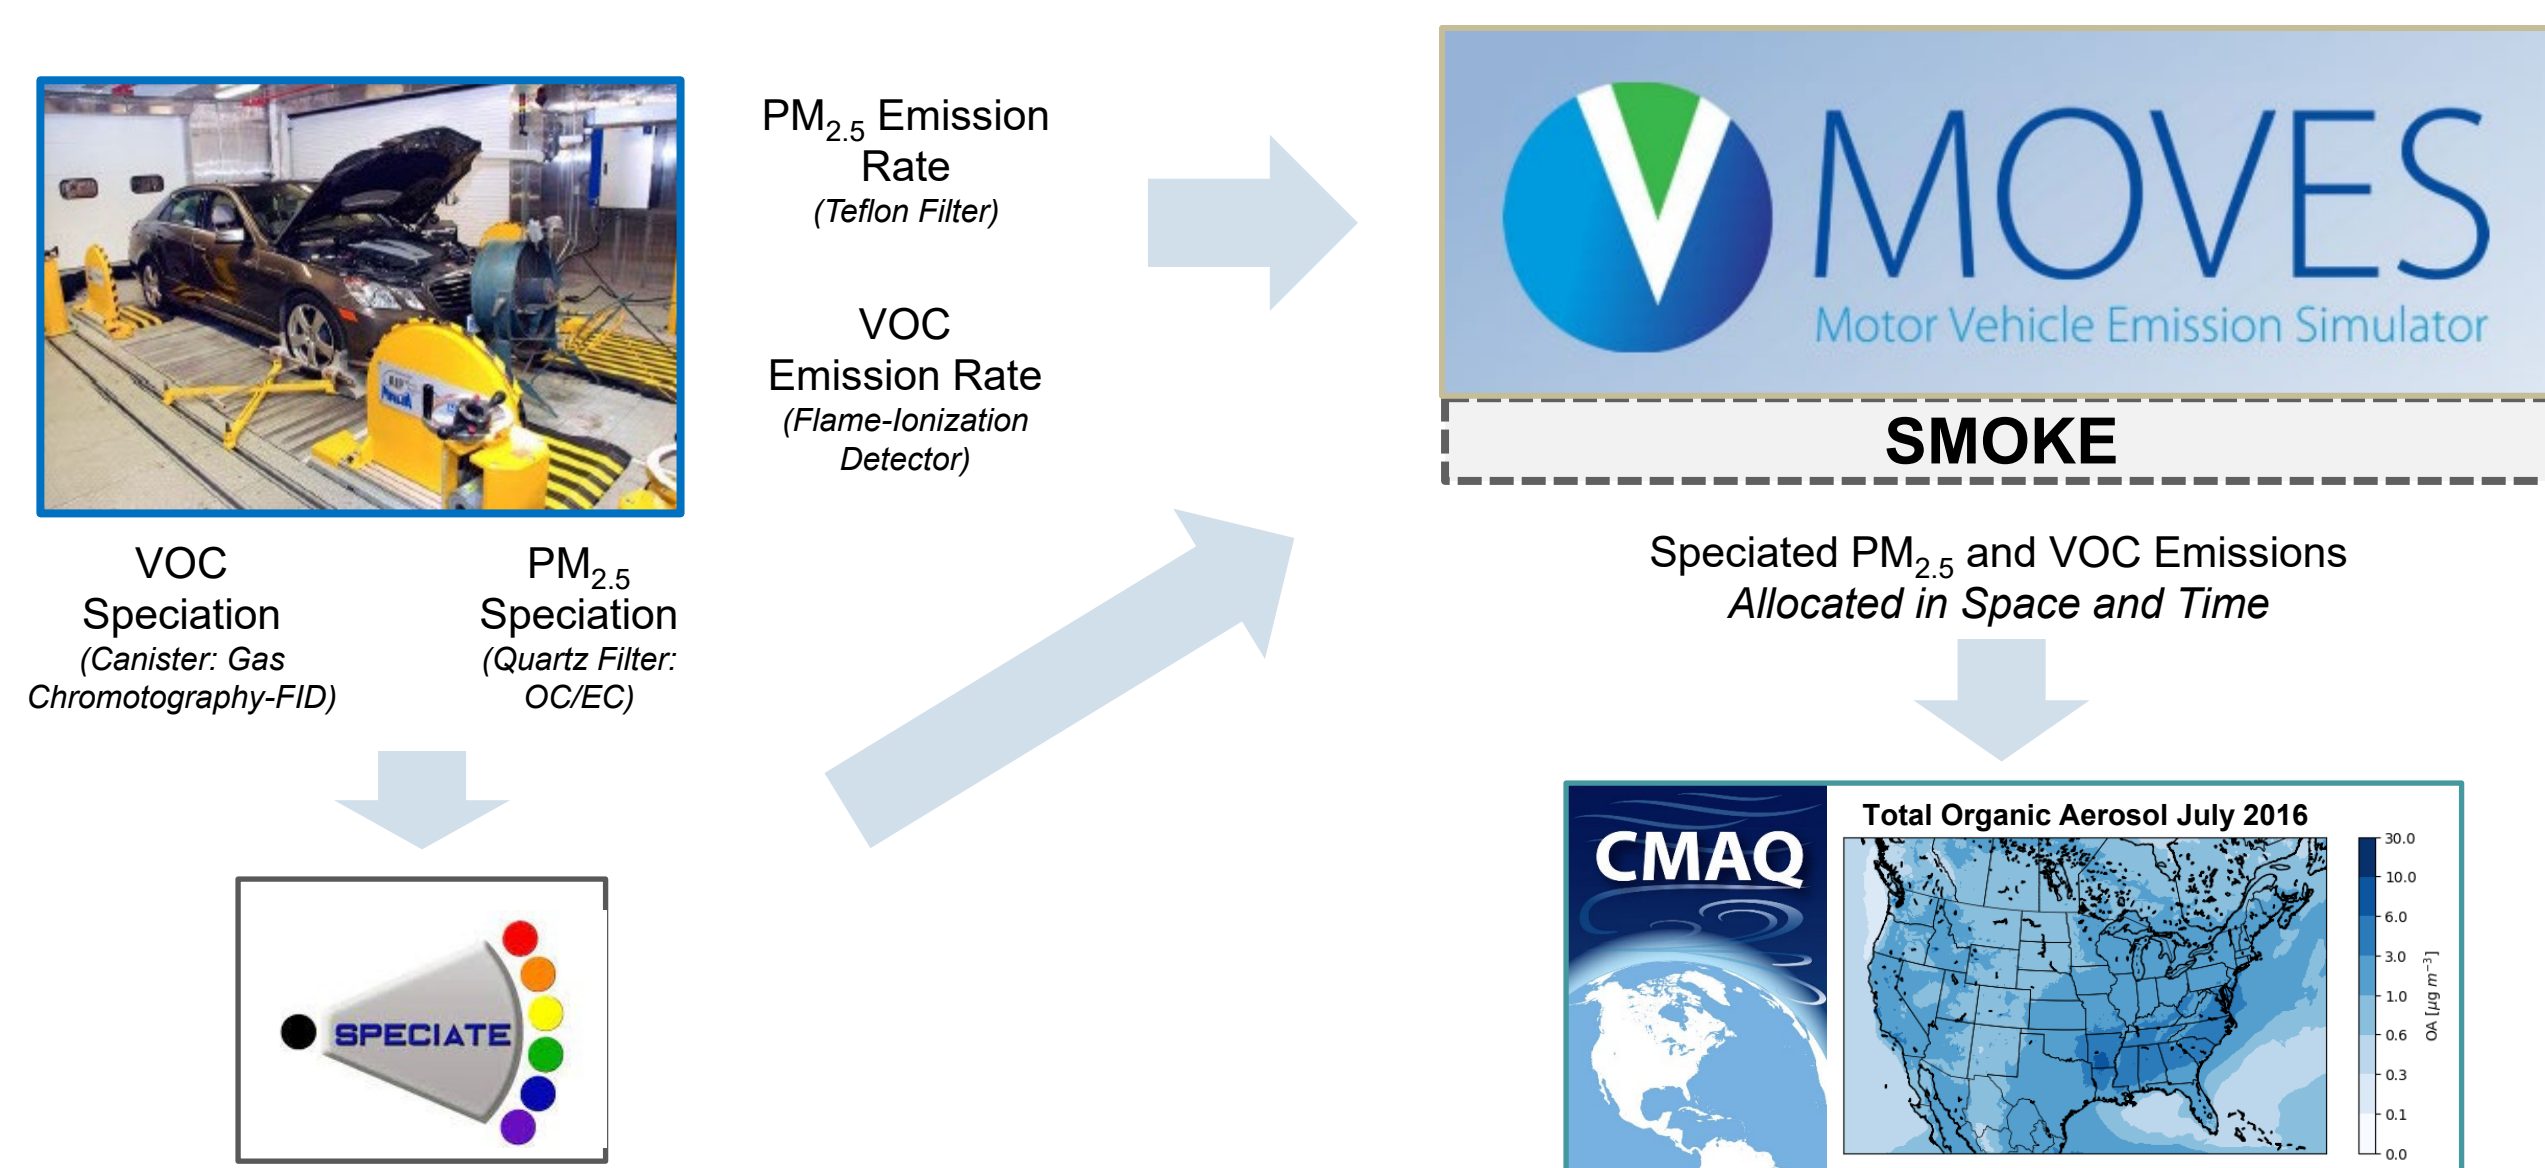 PM2.5 Emission
Rate
(Teflon Filter)
VOC
Emission Rate
(Flame-Ionization
Detector)
MOVES
Motor Vehicle Emission Simulator
SMOKE
VOC
Speciation
(Canister: Gas
Chromotography-FID)
PM2.5
Speciation
(Quartz Filter:
OC/EC)
Speciated PM2.5 and VOC Emissions
Allocated in Space and Time
SPECIATE
CMAQ
Total Organic Aerosol July 2016
30.0
10.0
6.0
3.0
1.0
0.6
0.3
0.1
0.0
OA [μg m−3]